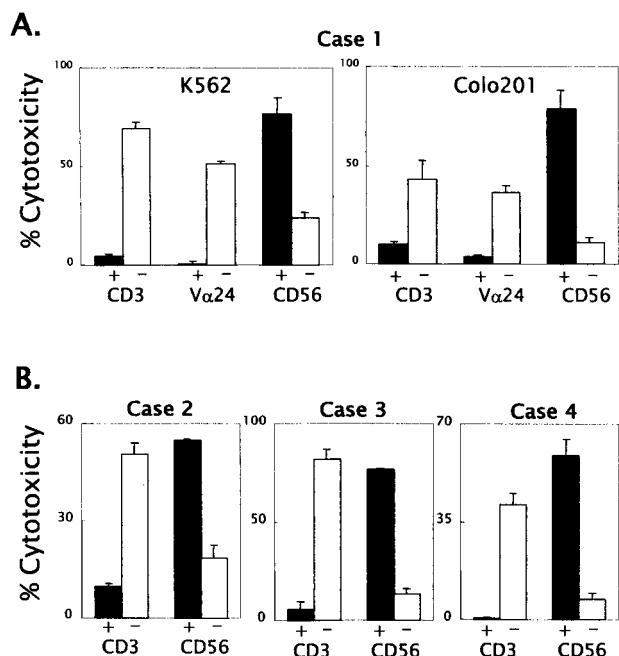 A.
Case 1
K562
Colo201
% Cytotoxicity
100
50
0
+ − + − + −
CD3 Vα24 CD56
100
50
0
+ − + − + −
CD3 Vα24 CD56
B.
Case 2
Case 3
Case 4
% Cytotoxicity
60
30
0
+ − + −
CD3 CD56
100
50
0
+ − + −
CD3 CD56
70
35
0
+ − + −
CD3 CD56